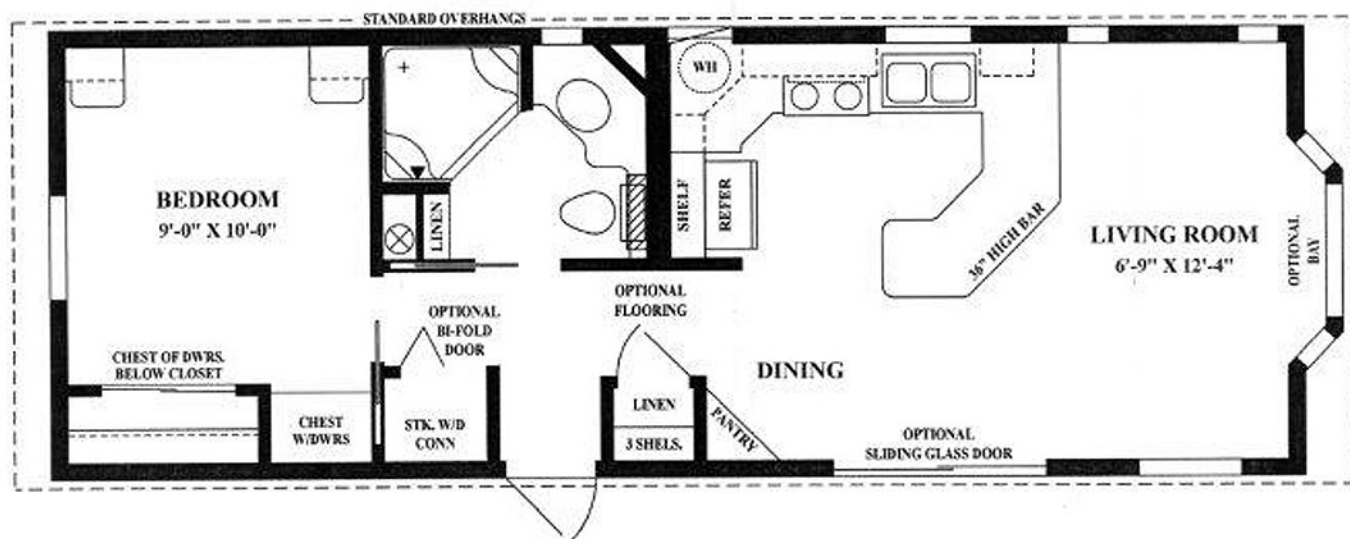 STANDARD OVERHANGS
WH
BEDROOM
9'-0" X 10'-0"
LINEN
SHELF
REFER
36" HIGH BAR
LIVING ROOM
6'-9" X 12'-4"
OPTIONAL
BAY
OPTIONAL
FLOORING
OPTIONAL
BI-FOLD
DOOR
CHEST OF DWRS.
BELOW CLOSET
DINING
CHEST
W/DWRS
STK. W/D
CONN
LINEN
3 SHELS.
PANTRY
OPTIONAL
SLIDING GLASS DOOR